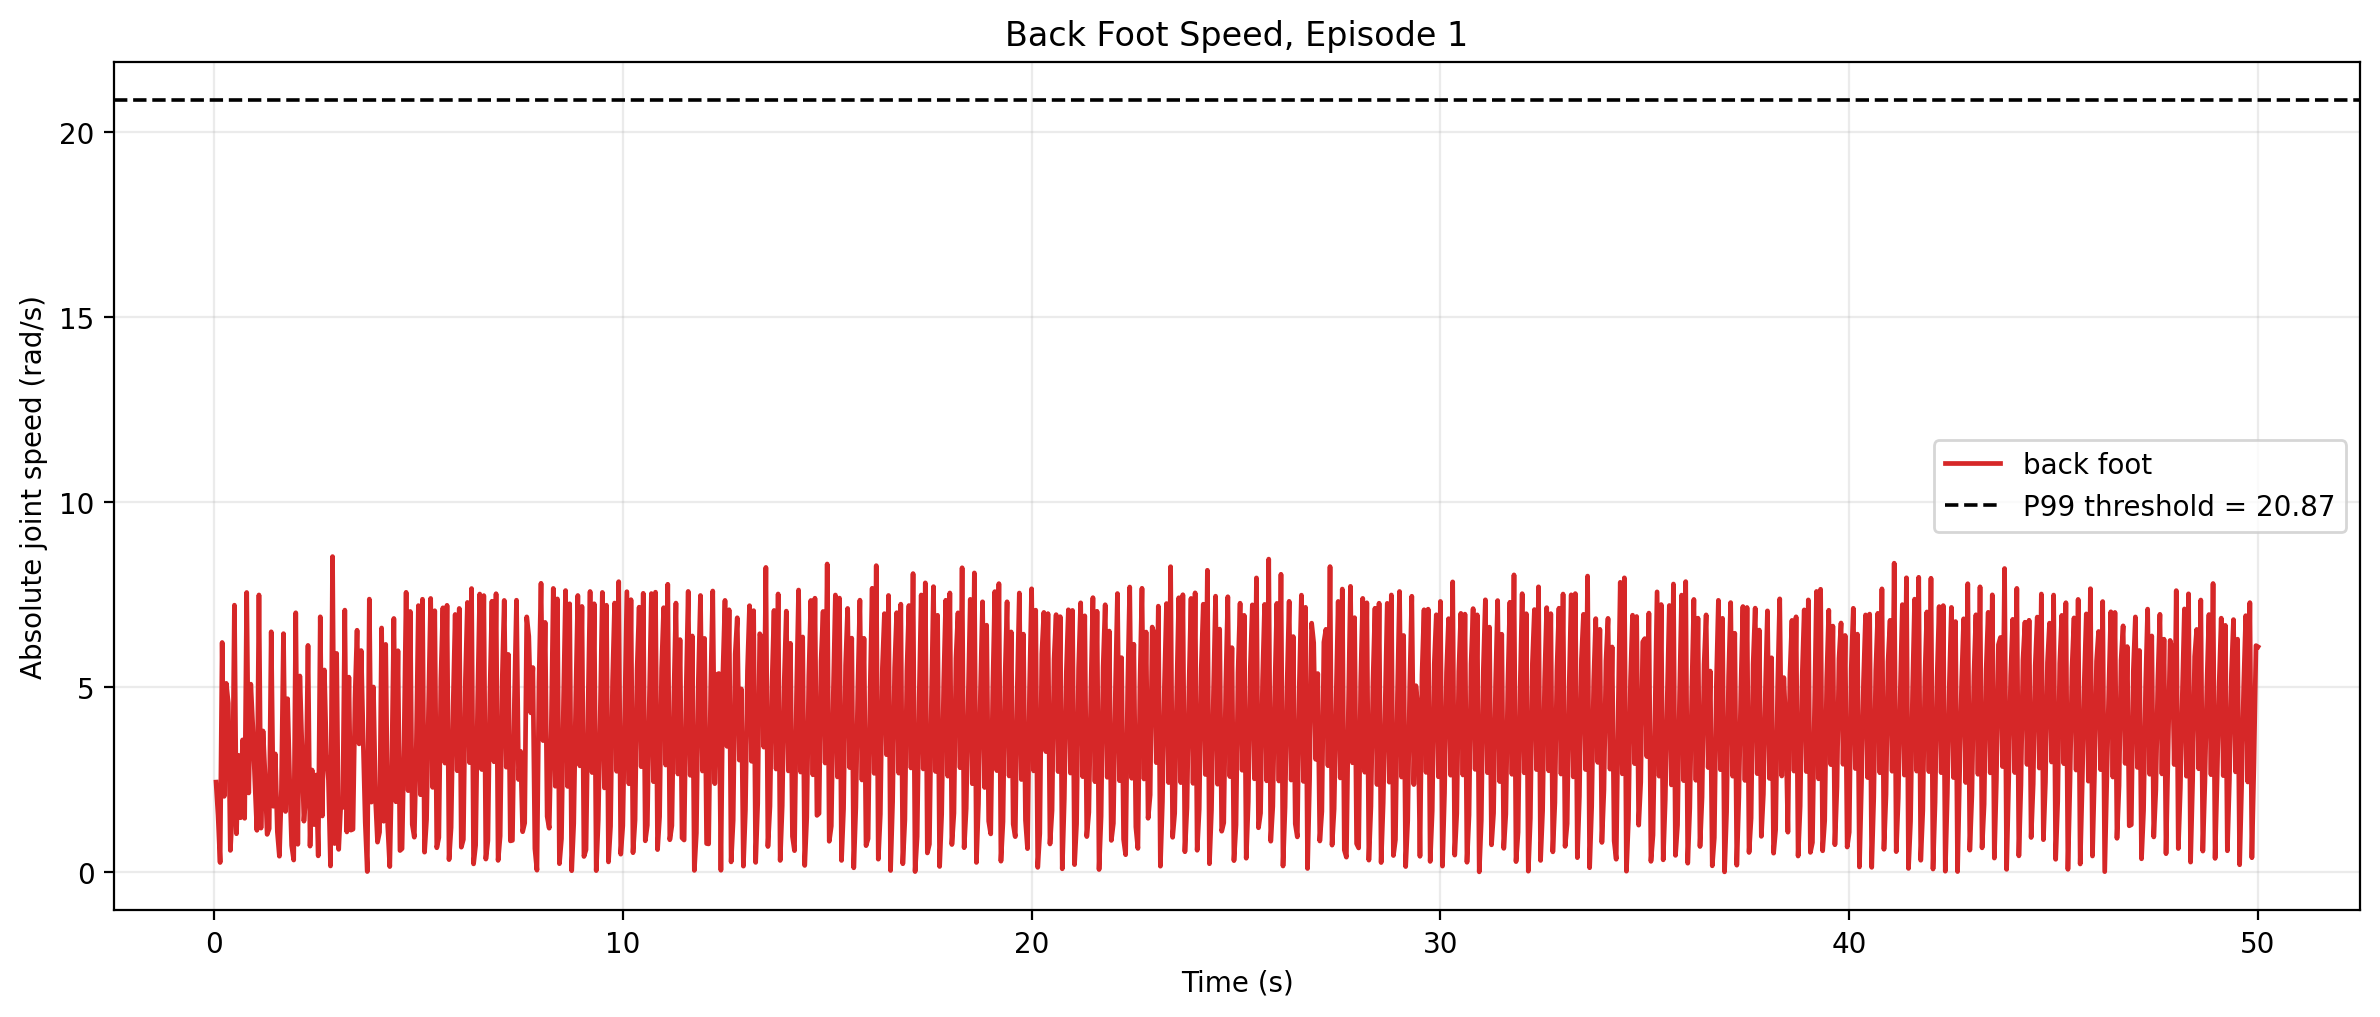 Back Foot Speed, Episode 1
Absolute joint speed (rad/s)
20
15
10
5
0
back foot
P99 threshold = 20.87
0
10
20
30
40
50
Time (s)